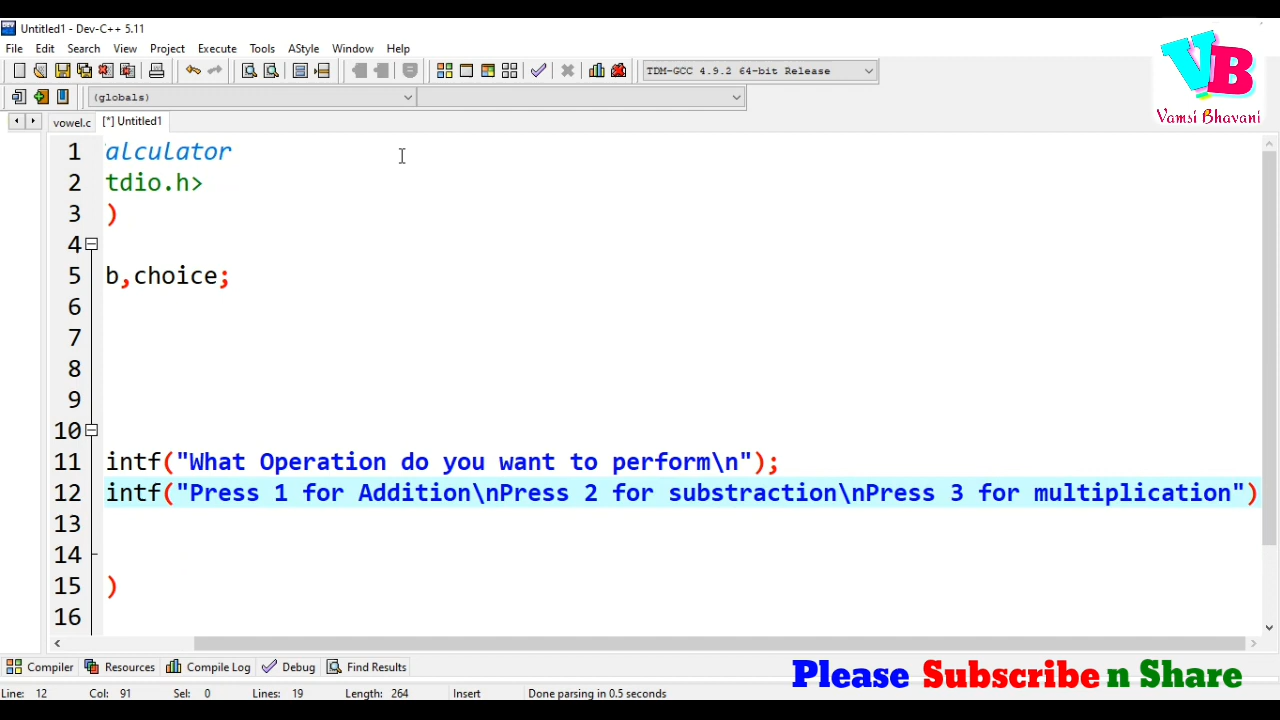 Untitled1 - Dev-C++ 5.11
File Edit Search View Project Execute Tools AStyle Window Help
TDM-GCC 4.9.2 64-bit Release
(globals)
VB
Vamsi Bhavani
vowel.c [*] Untitled1
1 alculator
2 tdio.h>
3 )
4
5 b,choice;
6
7
8
9
10
11 intf("What Operation do you want to perform\n");
12 intf("Press 1 for Addition\nPress 2 for substraction\nPress 3 for multiplication")
13
14
15 )
16
Compiler Resources Compile Log Debug Find Results
Please Subscribe n Share
Line: 12 Col: 91 Sel: 0 Lines: 19 Length: 264 Insert Done parsing in 0.5 seconds